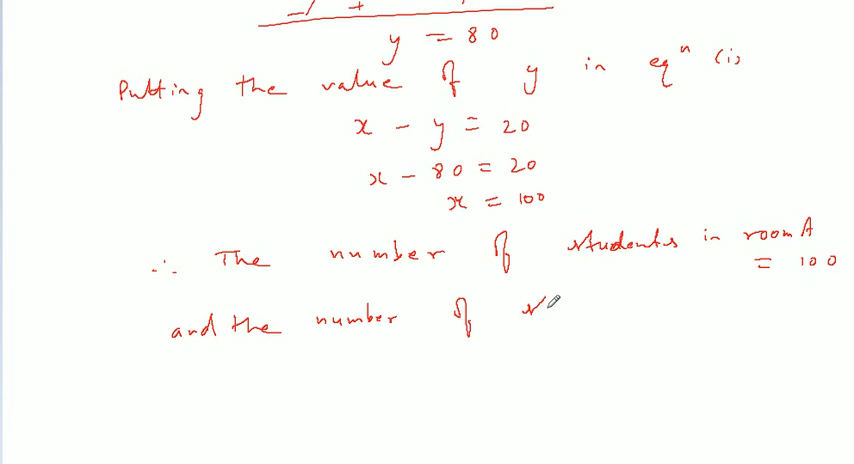 y = 80
Putting the value of y in eqⁿ (i)
x - y = 20
x - 80 = 20
x = 100
∴ The number of students in room A
= 100
and the number of